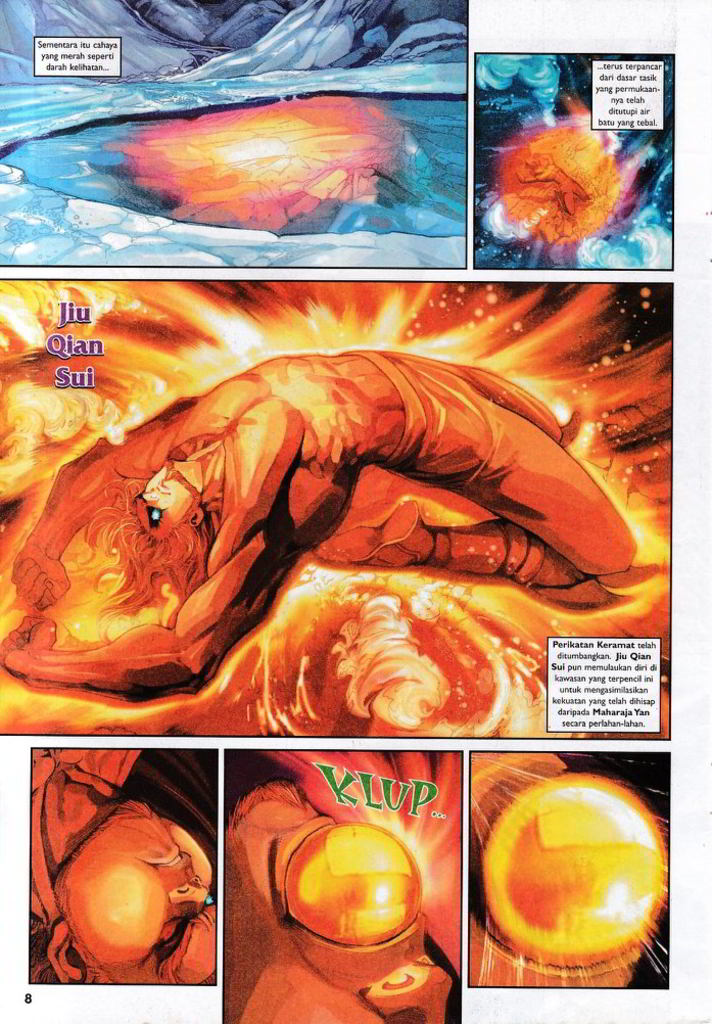 Sementara itu cahaya
yang merah seperti
darah kelihatan...
...terus terpancar
dari dasar tasik
yang permukaan-
nya telah
ditutupi air
batu yang tebal.
Jiu
Qian
Sui
Perikatan Keramat telah
ditumbangkan. Jiu Qian
Sui pun memulaukan diri di
kawasan yang terpencil ini
untuk mengasimilasikan
kekuatan yang telah dihisap
daripada Maharaja Yan
secara perlahan-lahan.
KLUP...
8